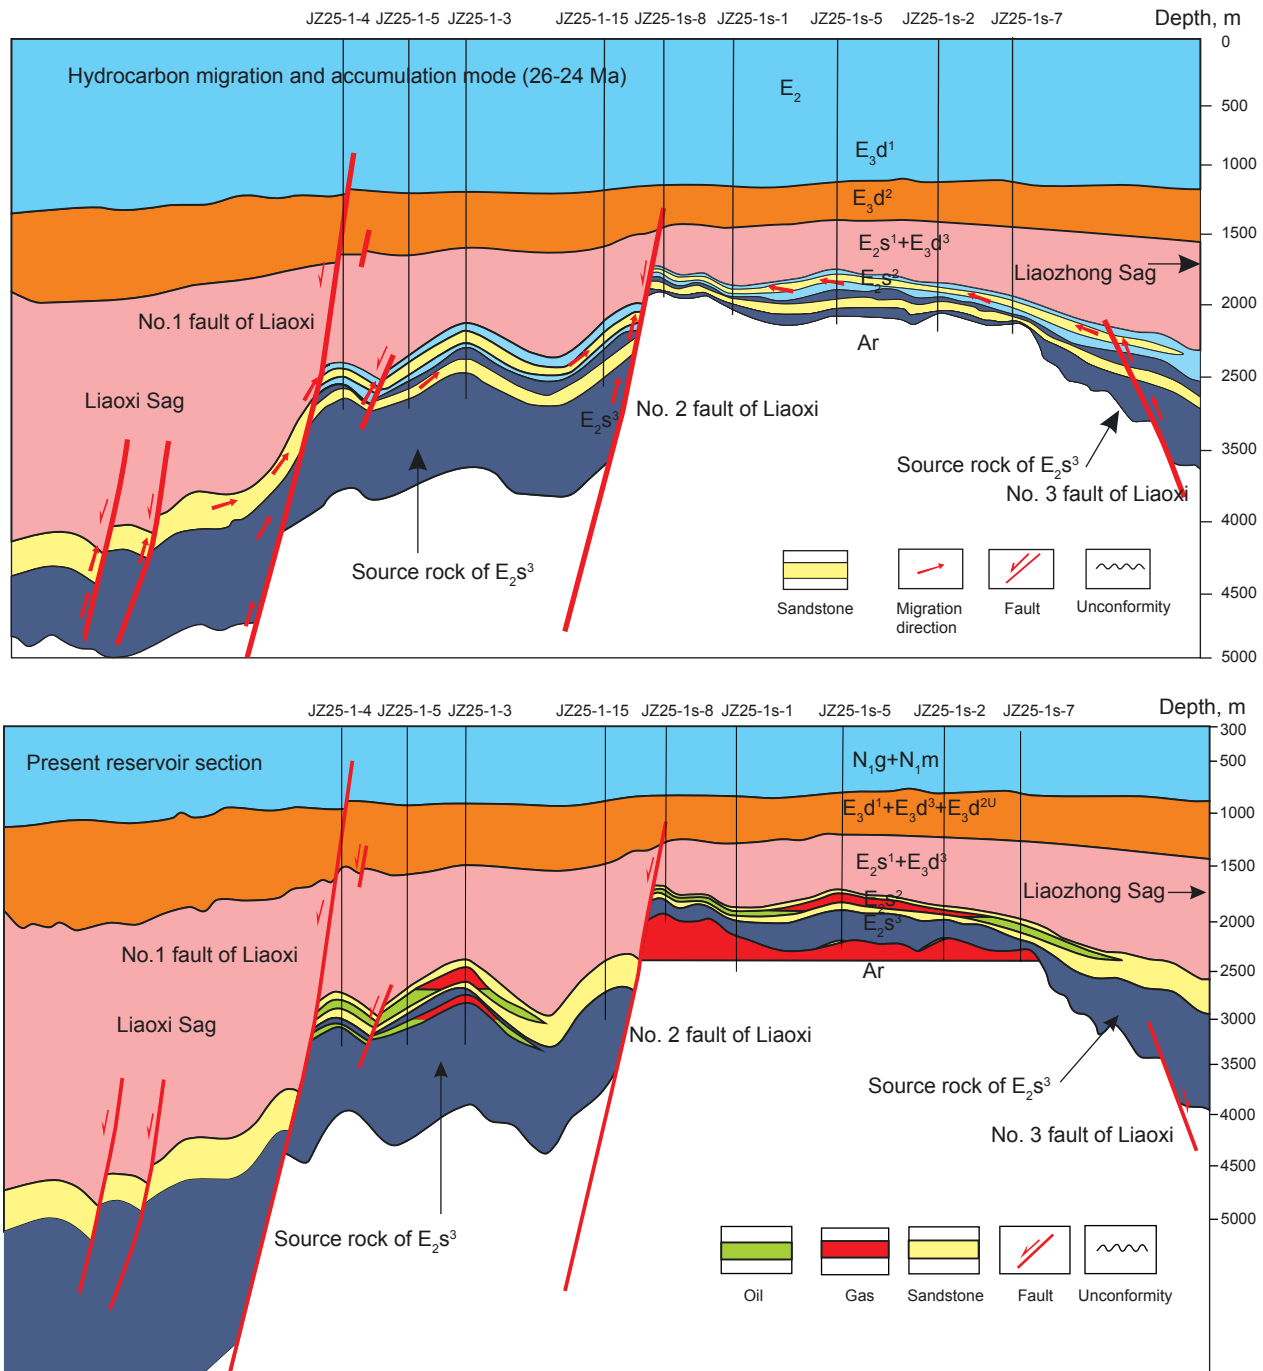 JZ25-1-4 JZ25-1-5 JZ25-1-3 JZ25-1-15 JZ25-1s-8 JZ25-1s-1 JZ25-1s-5 JZ25-1s-2 JZ25-1s-7 Depth, m
0
Hydrocarbon migration and accumulation mode (26-24 Ma)
E₂
500
E₃d¹
1000
E₃d²
1500
E₂s¹+E₃d³
Liaozhong Sag
E₂s²
2000
No.1 fault of Liaoxi
Ar
2500
Liaoxi Sag
E₂s³
No. 2 fault of Liaoxi
3500
Source rock of E₂s³
No. 3 fault of Liaoxi
4000
Source rock of E₂s³
4500
Sandstone
Migration direction
Fault
Unconformity
5000
JZ25-1-4 JZ25-1-5 JZ25-1-3 JZ25-1-15 JZ25-1s-8 JZ25-1s-1 JZ25-1s-5 JZ25-1s-2 JZ25-1s-7 Depth, m
300
Present reservoir section
N₁g+N₁m
500
E₃d¹+E₃d³+E₃d²ᵁ
1000
1500
E₂s¹+E₃d³
Liaozhong Sag
E₂s²
2000
E₂s³
No.1 fault of Liaoxi
Ar
2500
Liaoxi Sag
3000
No. 2 fault of Liaoxi
3500
Source rock of E₂s³
4000
No. 3 fault of Liaoxi
4500
5000
Source rock of E₂s³
Oil
Gas
Sandstone
Fault
Unconformity